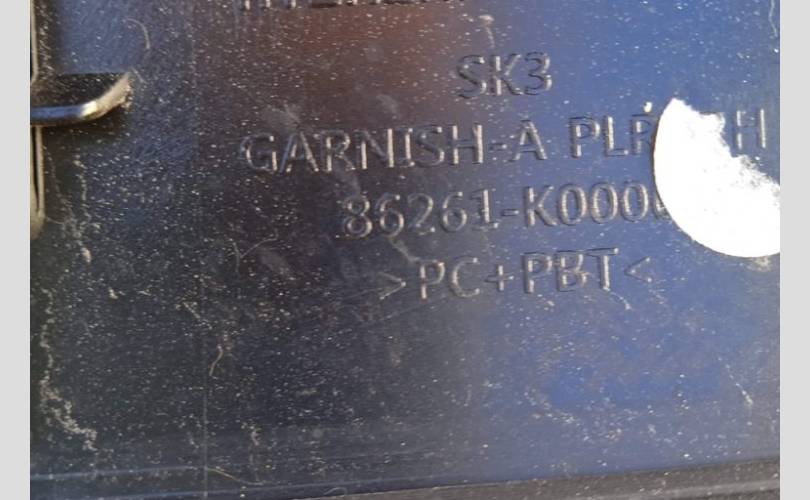 SK3
GARNISH-A PLR
86261-K000
>PC+PBT<